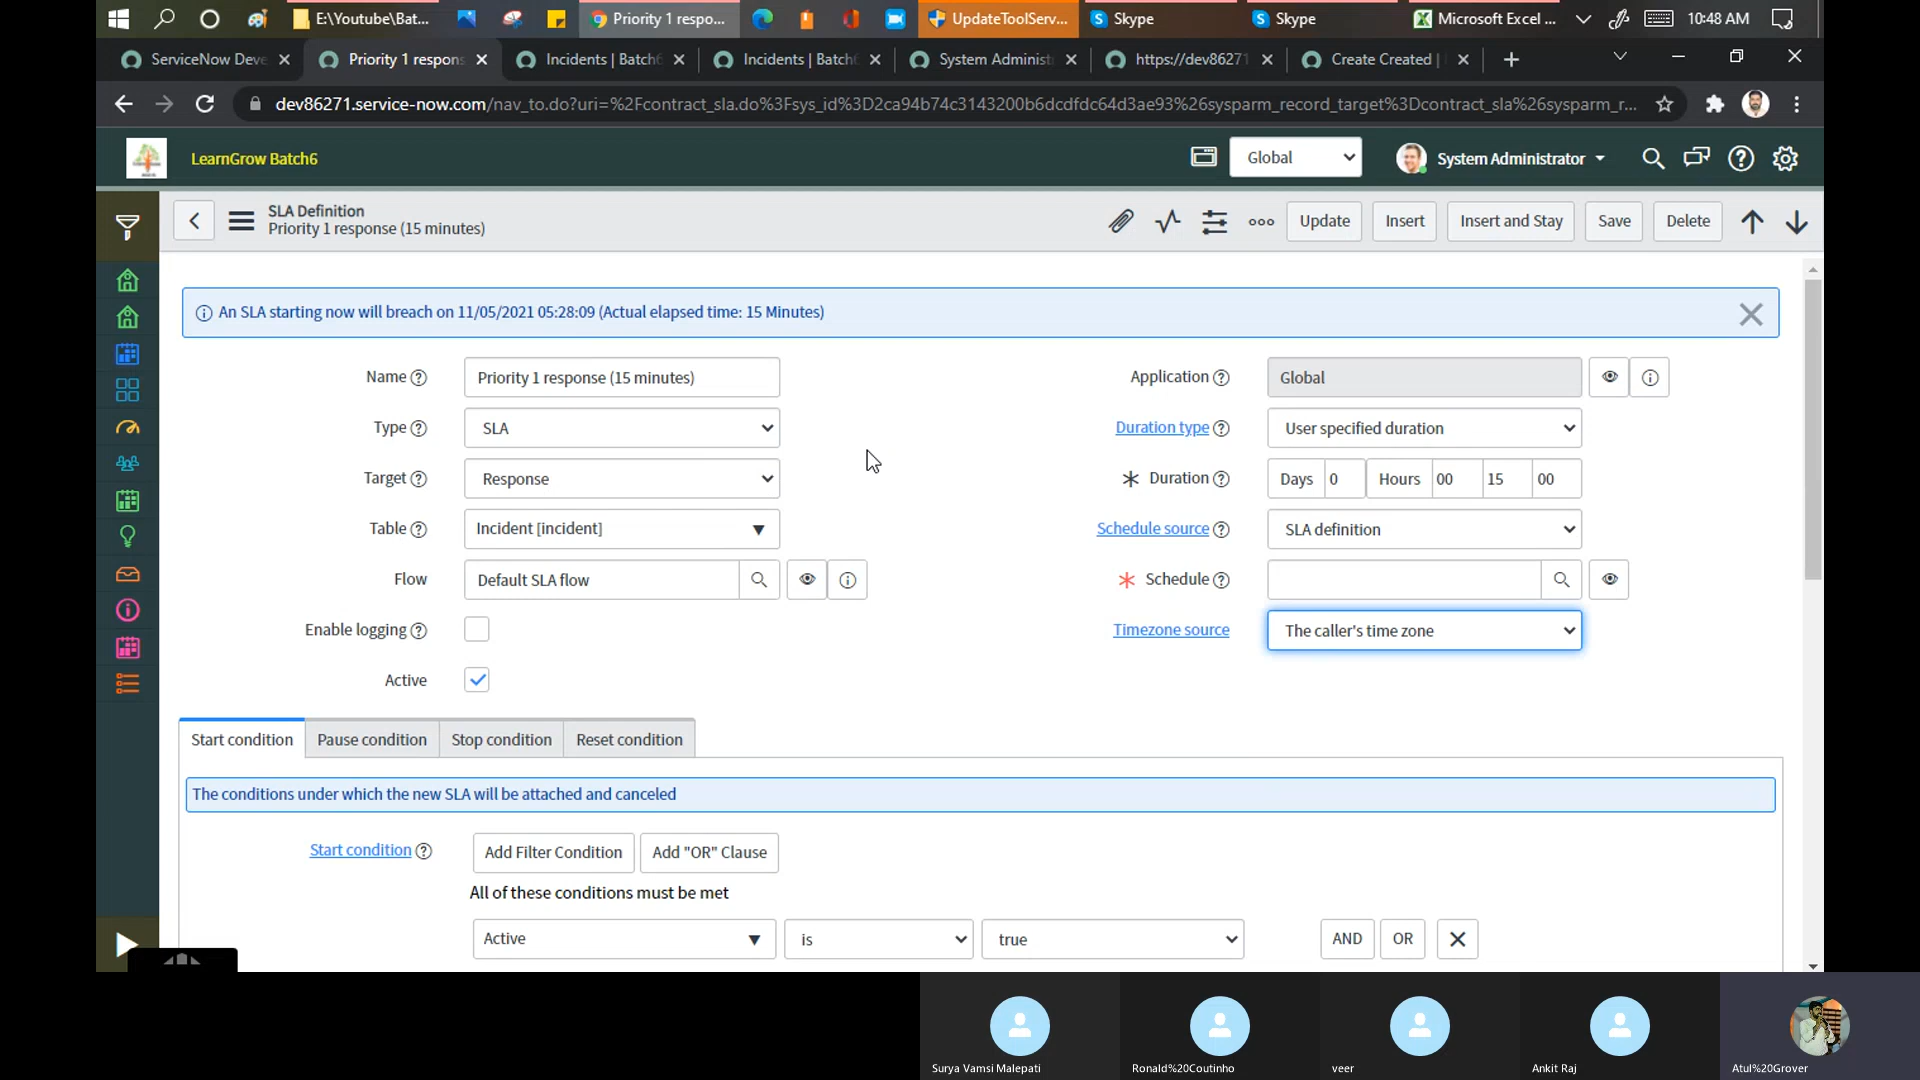 E:\Youtube\Bat...
Priority 1 respo...
UpdateToolServ...
Skype
Skype
Microsoft Excel ...
10:48 AM
ServiceNow Deve
Priority 1 respon
Incidents | Batch6
Incidents | Batch
System Administ
https://dev86271
Create Created |
dev86271.service-now.com/nav_to.do?uri=%2Fcontract_sla.do%3Fsys_id%3D2ca94b74c3143200b6dcdfdc64d3ae93%26sysparm_record_target%3Dcontract_sla%26sysparm_r...
LearnGrow Batch6
Global
System Administrator
SLA Definition
Priority 1 response (15 minutes)
Update
Insert
Insert and Stay
Save
Delete
An SLA starting now will breach on 11/05/2021 05:28:09 (Actual elapsed time: 15 Minutes)
Name
Priority 1 response (15 minutes)
Application
Global
Type
SLA
Duration type
User specified duration
Target
Response
Duration
Days 0 Hours 00 15 00
Table
Incident [incident]
Schedule source
SLA definition
Flow
Default SLA flow
Schedule
Enable logging
Timezone source
The caller's time zone
Active
Start condition
Pause condition
Stop condition
Reset condition
The conditions under which the new SLA will be attached and canceled
Start condition
Add Filter Condition
Add "OR" Clause
All of these conditions must be met
Active
is
true
AND
OR
Surya Vamsi Malepati
Ronald%20Coutinho
veer
Ankit Raj
Atul%20Grover